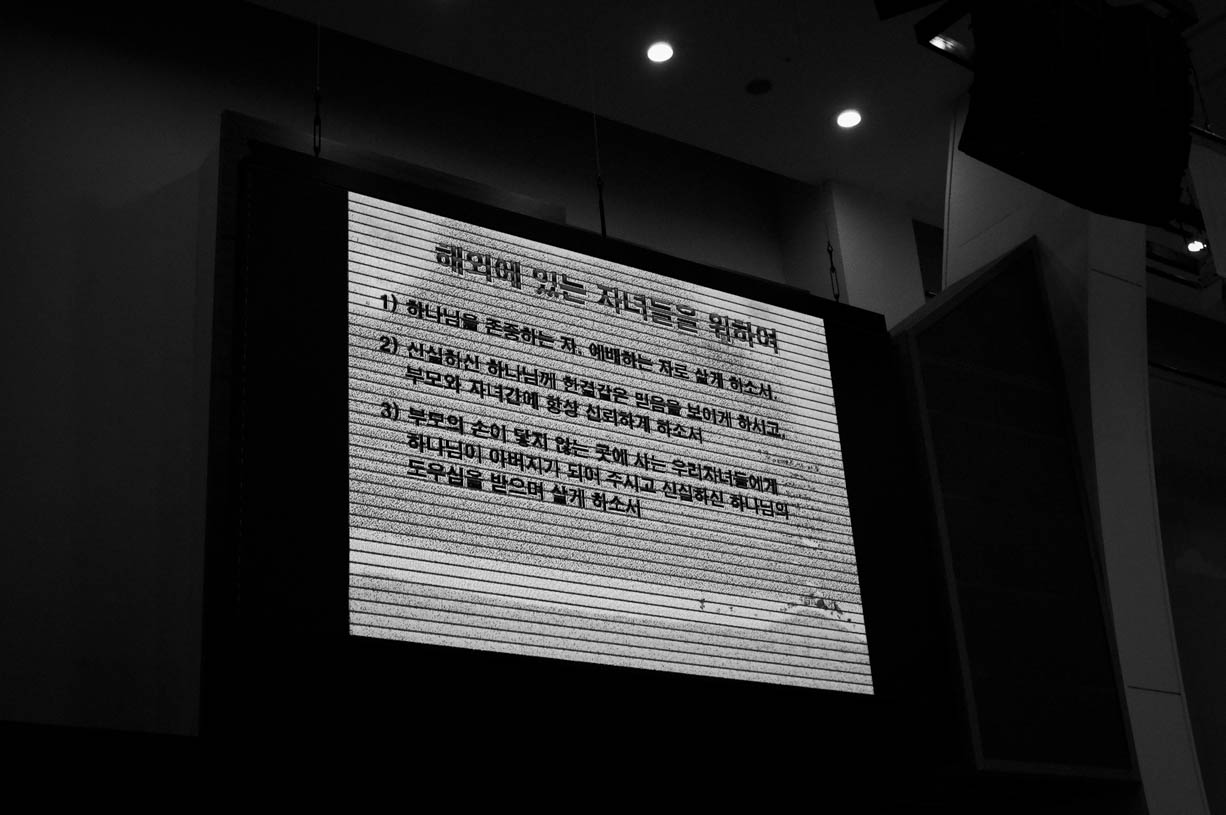 해외에 있는 자녀들을 위하여
1) 하나님을 존중하는 자, 예배하는 자로 살게 하소서.
2) 신실하신 하나님께 한결같은 믿음을 보이게 하시고,
부모와 자녀간에 항상 신뢰하게 하소서
3) 부모의 손이 닿지 않는 곳에 사는 우리자녀들에게
하나님이 아버지가 되어 주시고 신실하신 하나님의
도우심을 받으며 살게 하소서